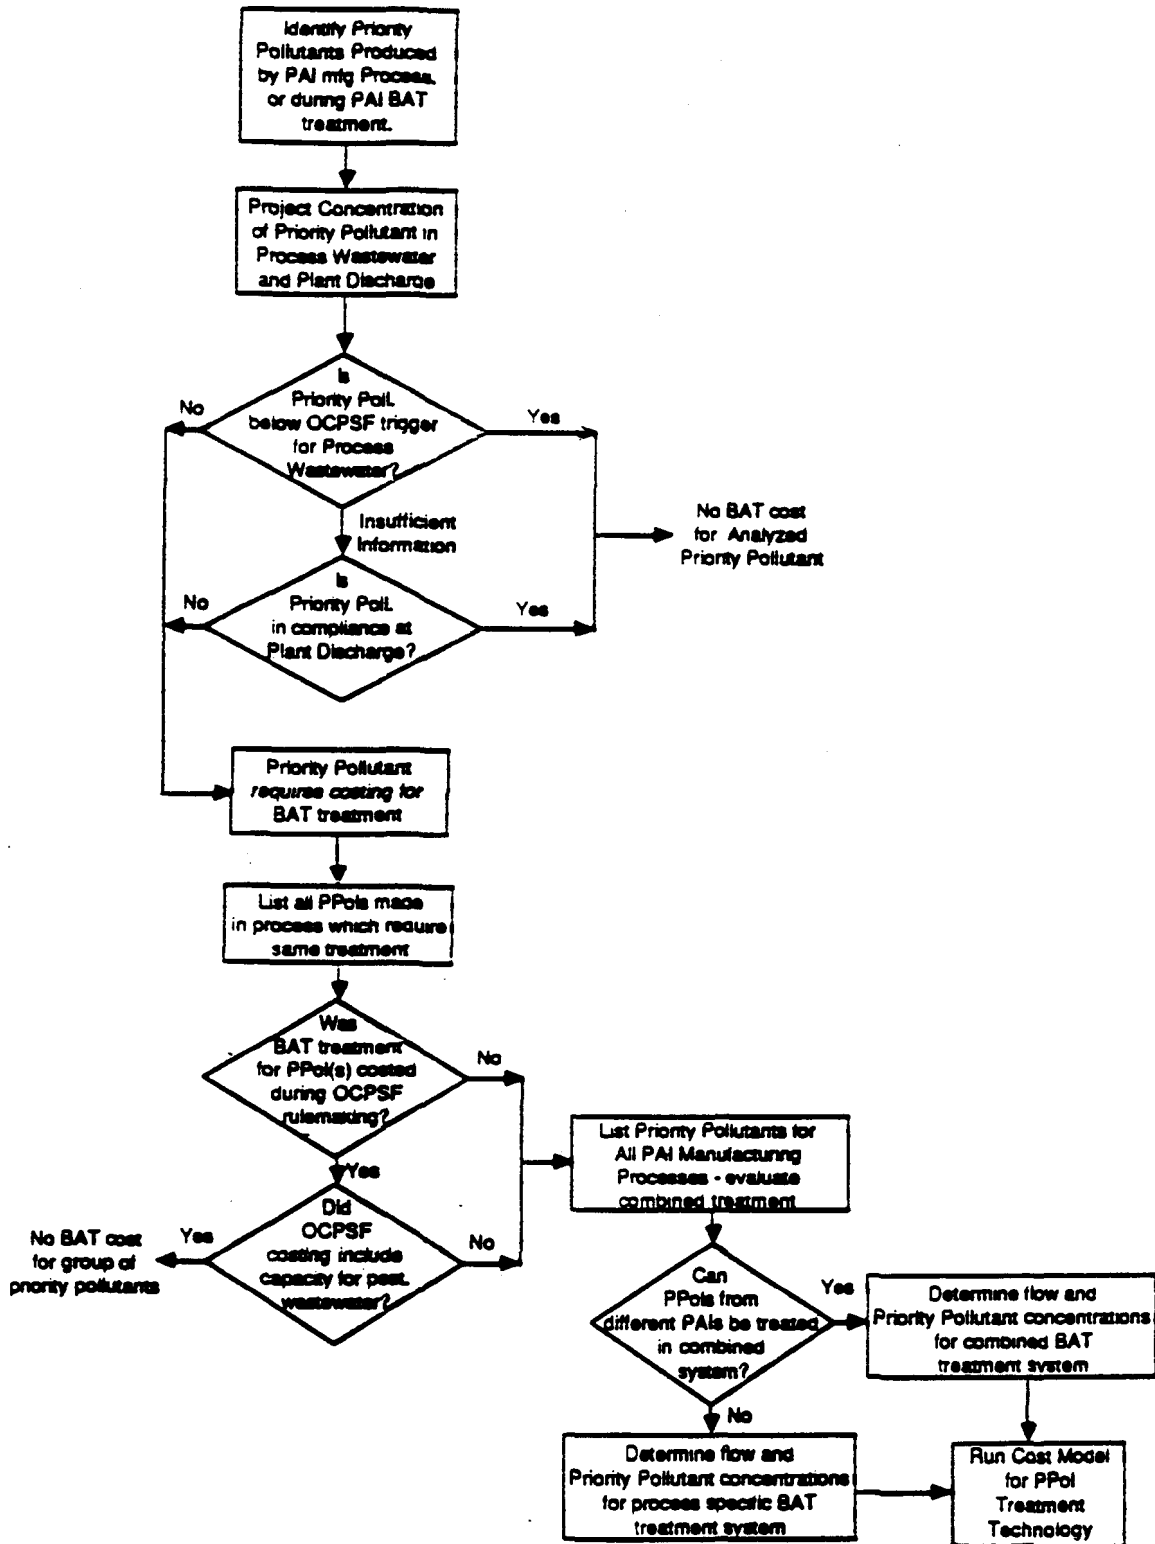 Identify Priority
Pollutants Produced
by PAI mfg Process,
or during PAI BAT
treatment.
Project Concentration
of Priority Pollutant in
Process Wastewater
and Plant Discharge
Is
Priority Poll.
below OCPSF trigger
for Process
Wastewater?
No
Yes
Insufficient
Information
No BAT cost
for Analyzed
Priority Pollutant
Is
Priority Poll.
in compliance at
Plant Discharge?
No
Yes
Priority Pollutant
requires costing for
BAT treatment
List all PPols made
in process which require
same treatment
Was
BAT treatment
for PPol(s) costed
during OCPSF
rulemaking?
No
Yes
Did
OCPSF
costing include
capacity for pest.
wastewater?
Yes
No
No BAT cost
for group of
priority pollutants
List Priority Pollutants for
All PAI Manufacturing
Processes - evaluate
combined treatment
Can
PPols from
different PAIs be treated
in combined
system?
Yes
No
Determine flow and
Priority Pollutant concentrations
for combined BAT
treatment system
Determine flow and
Priority Pollutant concentrations
for process specific BAT
treatment system
Run Cost Model
for PPol
Treatment
Technology